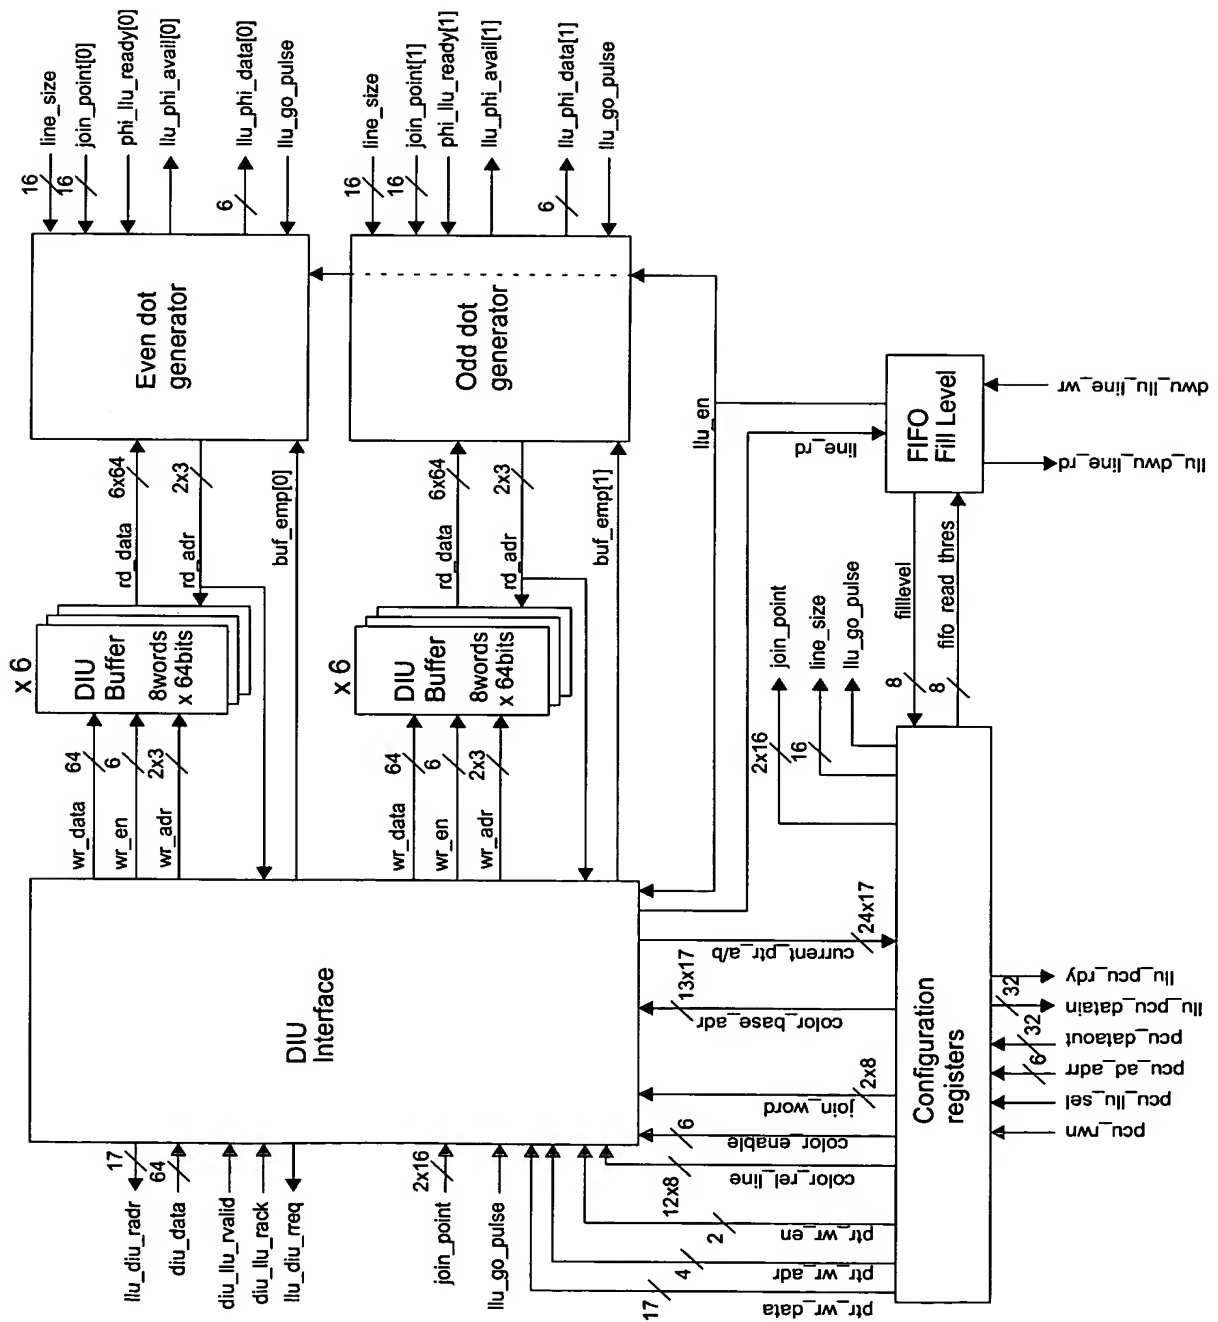 line_size
16
join_point[0]
16
phi_llu_ready[0]
llu_phi_avail[0]
llu_phi_data[0]
6
llu_go_pulse
line_size
16
join_point[1]
16
phi_llu_ready[1]
llu_phi_avail[1]
llu_phi_data[1]
6
llu_go_pulse
Even dot
generator
Odd dot
generator
rd_data
6x64
rd_adr
2x3
buf_emp[0]
rd_data
6x64
rd_adr
2x3
buf_emp[1]
llu_en
line_rd
FIFO
Fill Level
dwu_llu_line_wr
llu_dwu_line_rd
x 6
DIU
Buffer
8words
x 64bits
x 6
DIU
Buffer
8words
x 64bits
wr_data
64
wr_en
6
wr_adr
2x3
wr_data
64
wr_en
6
wr_adr
2x3
join_point
2x16
line_size
16
llu_go_pulse
filllevel
8
fifo_read_thres
8
DIU
Interface
current_ptr_a/b
24x17
color_base_adr
13x17
join_word
2x8
color_enable
6
color_rel_line
12x8
ptr_wr_en
2
ptr_wr_adr
4
ptr_wr_data
17
Configuration
registers
llu_pcu_rdy
llu_pcu_datain
32
pcu_dataout
32
pcu_ad_adrr
6
pcu_llu_sel
pcu_rwn
llu_diu_radr
17
diu_data
64
diu_llu_rvalid
diu_llu_rack
llu_diu_rreq
join_point
2x16
llu_go_pulse